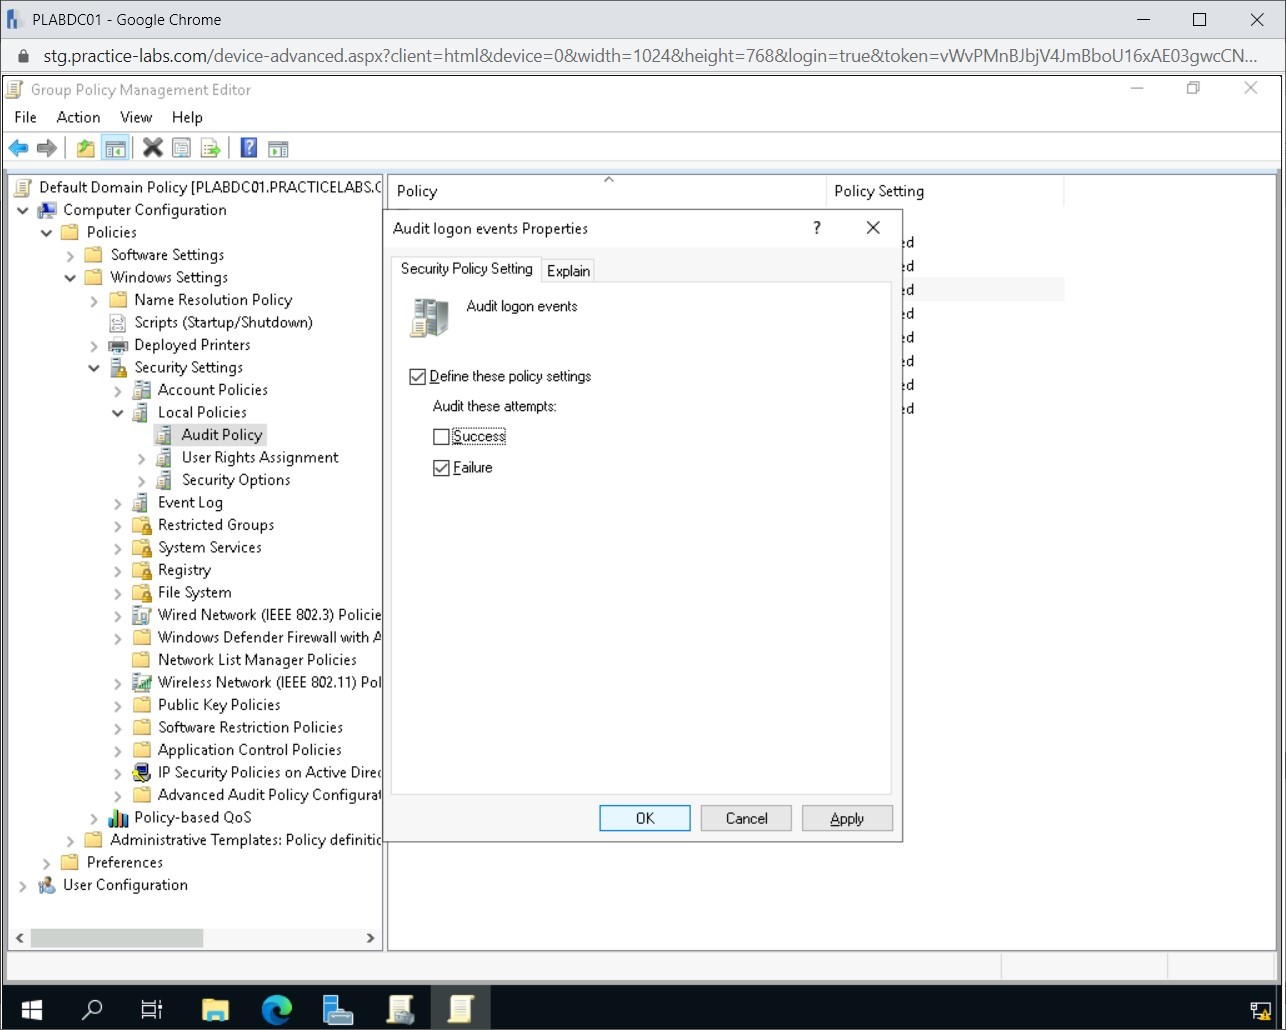 PLABDC01 - Google Chrome
stg.practice-labs.com/device-advanced.aspx?client=html&device=0&width=1024&height=768&login=true&token=vWvPMnBJbjV4JmBboU16xAE03gwcCN...
Group Policy Management Editor
File Action View Help
Default Domain Policy [PLABDC01.PRACTICELABS.C
Computer Configuration
Policies
Software Settings
Windows Settings
Name Resolution Policy
Scripts (Startup/Shutdown)
Deployed Printers
Security Settings
Account Policies
Local Policies
Audit Policy
User Rights Assignment
Security Options
Event Log
Restricted Groups
System Services
Registry
File System
Wired Network (IEEE 802.3) Policie
Windows Defender Firewall with A
Network List Manager Policies
Wireless Network (IEEE 802.11) Pol
Public Key Policies
Software Restriction Policies
Application Control Policies
IP Security Policies on Active Direc
Advanced Audit Policy Configurat
Policy-based QoS
Administrative Templates: Policy definitic
Preferences
User Configuration
Policy Policy Setting
ed
ed
ed
ed
ed
ed
ed
ed
Audit logon events Properties ?
Security Policy Setting Explain
Audit logon events
Define these policy settings
Audit these attempts:
Success
Failure
OK Cancel Apply